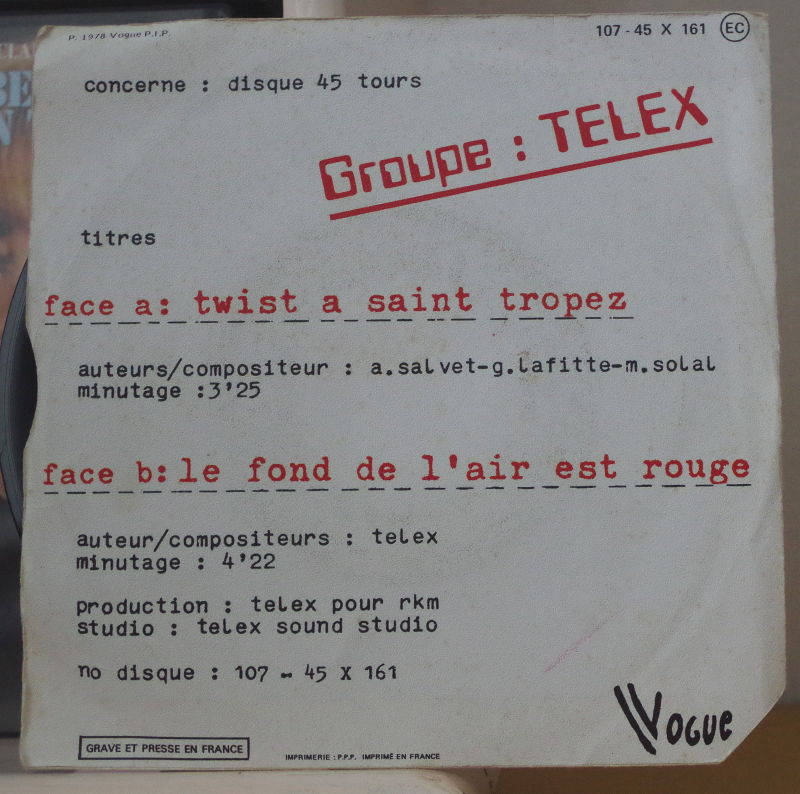 P. 1978 Vogue P.I.P.
107 - 45 X 161 EC
concerne : disque 45 tours
Groupe : TELEX
titres
face a: twist a saint tropez
auteurs/compositeur : a.salvet-g.lafitte-m.solal
minutage :3'25
face b: le fond de l'air est rouge
auteur/compositeurs : telex
minutage : 4'22
production : telex pour rkm
studio : telex sound studio
no disque : 107 - 45 X 161
VOGUE
GRAVE ET PRESSE EN FRANCE
IMPRIMERIE : P.P.P. IMPRIMÉ EN FRANCE